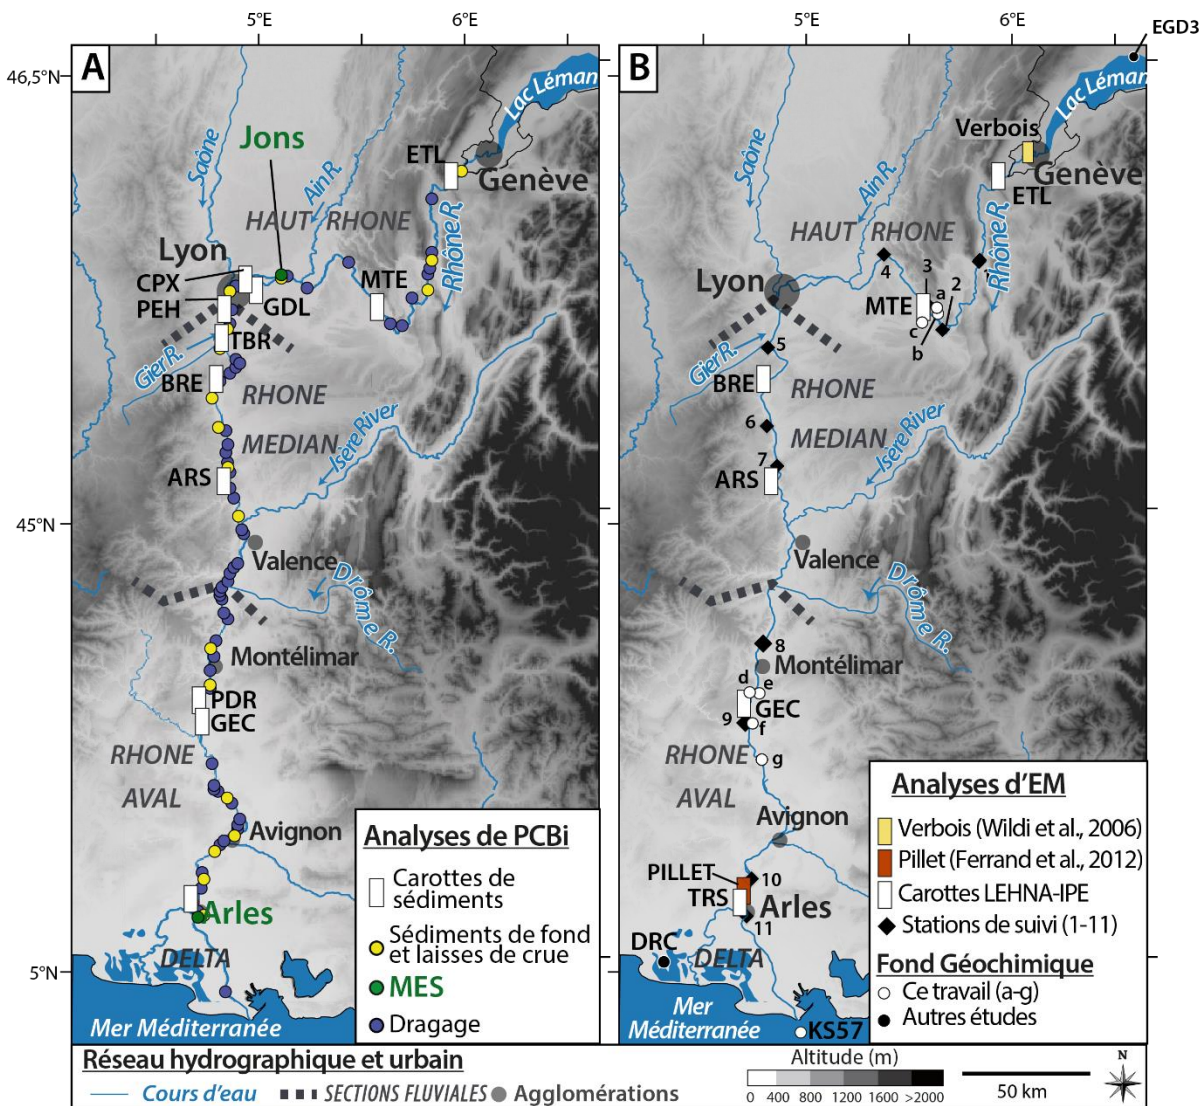 5°E
6°E
5°E
6°E
EGD3
46,5°N
45°N
5°N
A
Lac Léman
Saône
Jons
Ain R.
ETL
Genève
HAUT RHONE
Rhône R.
Lyon
CPX
PEH
GDL
MTE
TBR
Gier R.
BRE
RHONE
MEDIAN
Isere River
ARS
Valence
Drôme R.
Montélimar
PDR
GEC
RHONE
AVAL
Avignon
Arles
DELTA
Mer Méditerranée
Analyses de PCBi
Carottes de
sédiments
Sédiments de fond
et laisses de crue
MES
Dragage
B
Lac Léman
Verbois
Saône
Ain R.
Genève
ETL
HAUT RHONE
Rhône R.
Lyon
4
3
1
2
MTE
a
c
b
Gier R.
5
BRE
RHONE
MEDIAN
Isere River
6
7
ARS
Valence
Drôme R.
8
Montélimar
d
e
GEC
9
f
RHONE
g
AVAL
Avignon
PILLET
10
TRS
Arles
11
DRC
DELTA
Mer
Méditerranée
KS57
Analyses d’EM
Verbois (Wildi et al., 2006)
Pillet (Ferrand et al., 2012)
Carottes LEHNA-IPE
Stations de suivi (1-11)
Fond Géochimique
Ce travail (a-g)
Autres études
Réseau hydrographique et urbain
Cours d'eau
SECTIONS FLUVIALES
Agglomérations
Altitude (m)
0 400 800 1200 1600 >2000
50 km
N